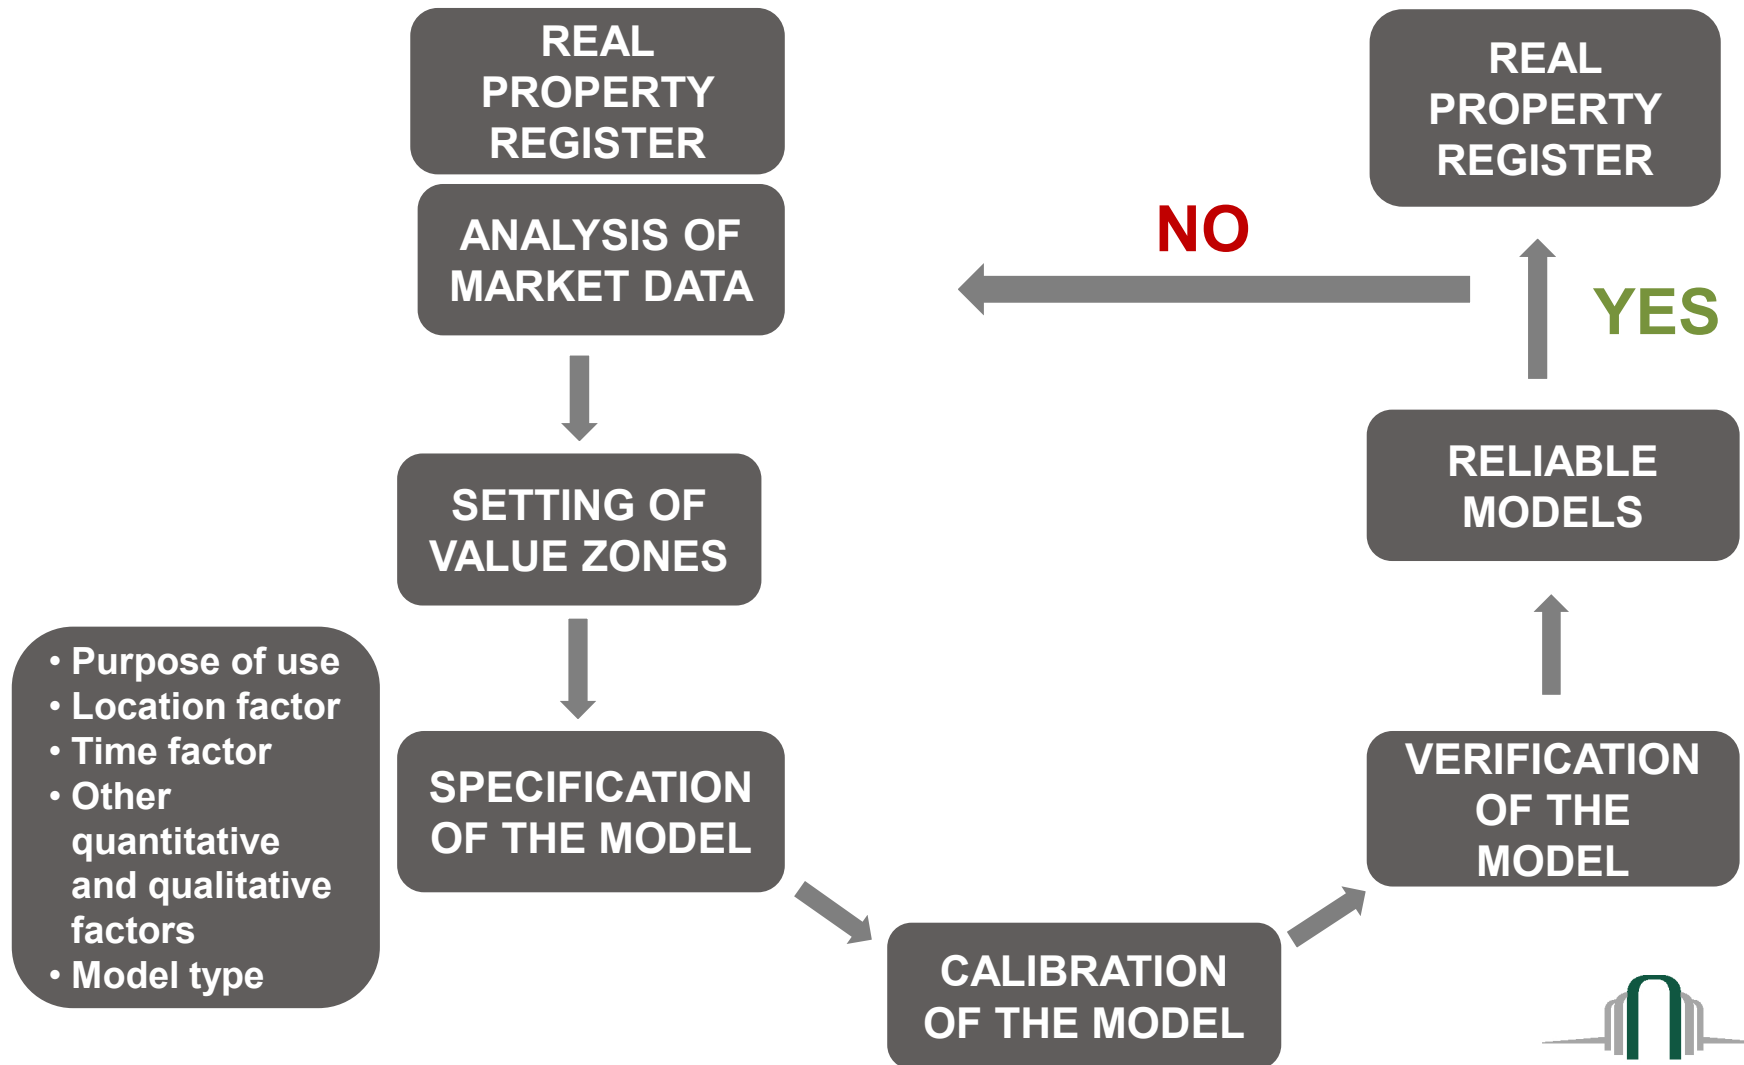 REAL
PROPERTY
REGISTER
ANALYSIS OF
MARKET DATA
SETTING OF
VALUE ZONES
• Purpose of use
• Location factor
• Time factor
• Other
quantitative
and qualitative
factors
• Model type
SPECIFICATION
OF THE MODEL
CALIBRATION
OF THE MODEL
VERIFICATION
OF THE
MODEL
RELIABLE
MODELS
NO
YES
REAL
PROPERTY
REGISTER